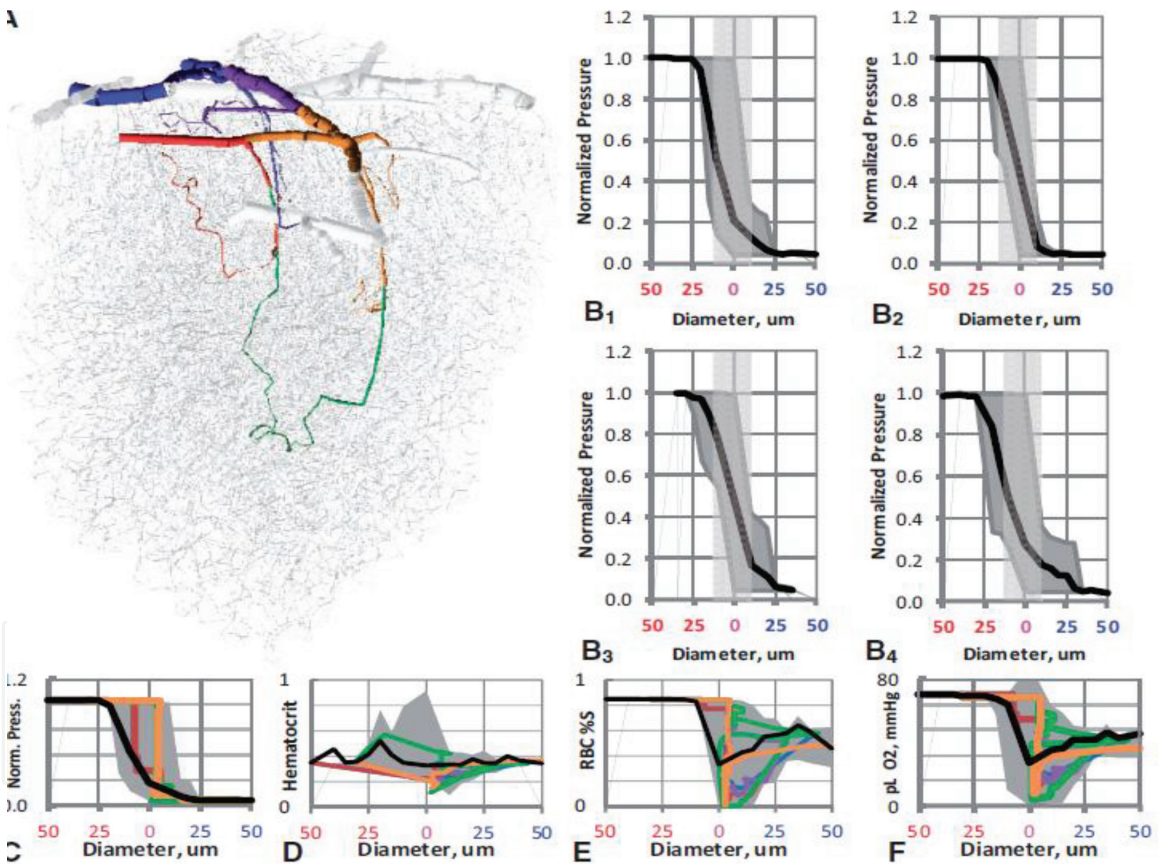 A
1.2
1.0
0.8
0.6
0.4
0.2
0.0
Normalized Pressure
50 25 0 25 50
B1 Diameter, um
1.2
1.0
0.8
0.6
0.4
0.2
0.0
Normalized Pressure
50 25 0 25 50
B2 Diameter, um
1.2
1.0
0.8
0.6
0.4
0.2
0.0
Normalized Pressure
50 25 0 25 50
B3 Diameter, um
1.2
1.0
0.8
0.6
0.4
0.2
0.0
Normalized Pressure
50 25 0 25 50
B4 Diameter, um
1.2
0.0
Norm. Press.
50 25 0 25 50
C Diameter, um
1
0
Hematocrit
50 25 0 25 50
D Diameter, um
1
0
RBC %S
50 25 0 25 50
E Diameter, um
80
0
pL O2, mmHg
50 25 0 25 50
F Diameter, um